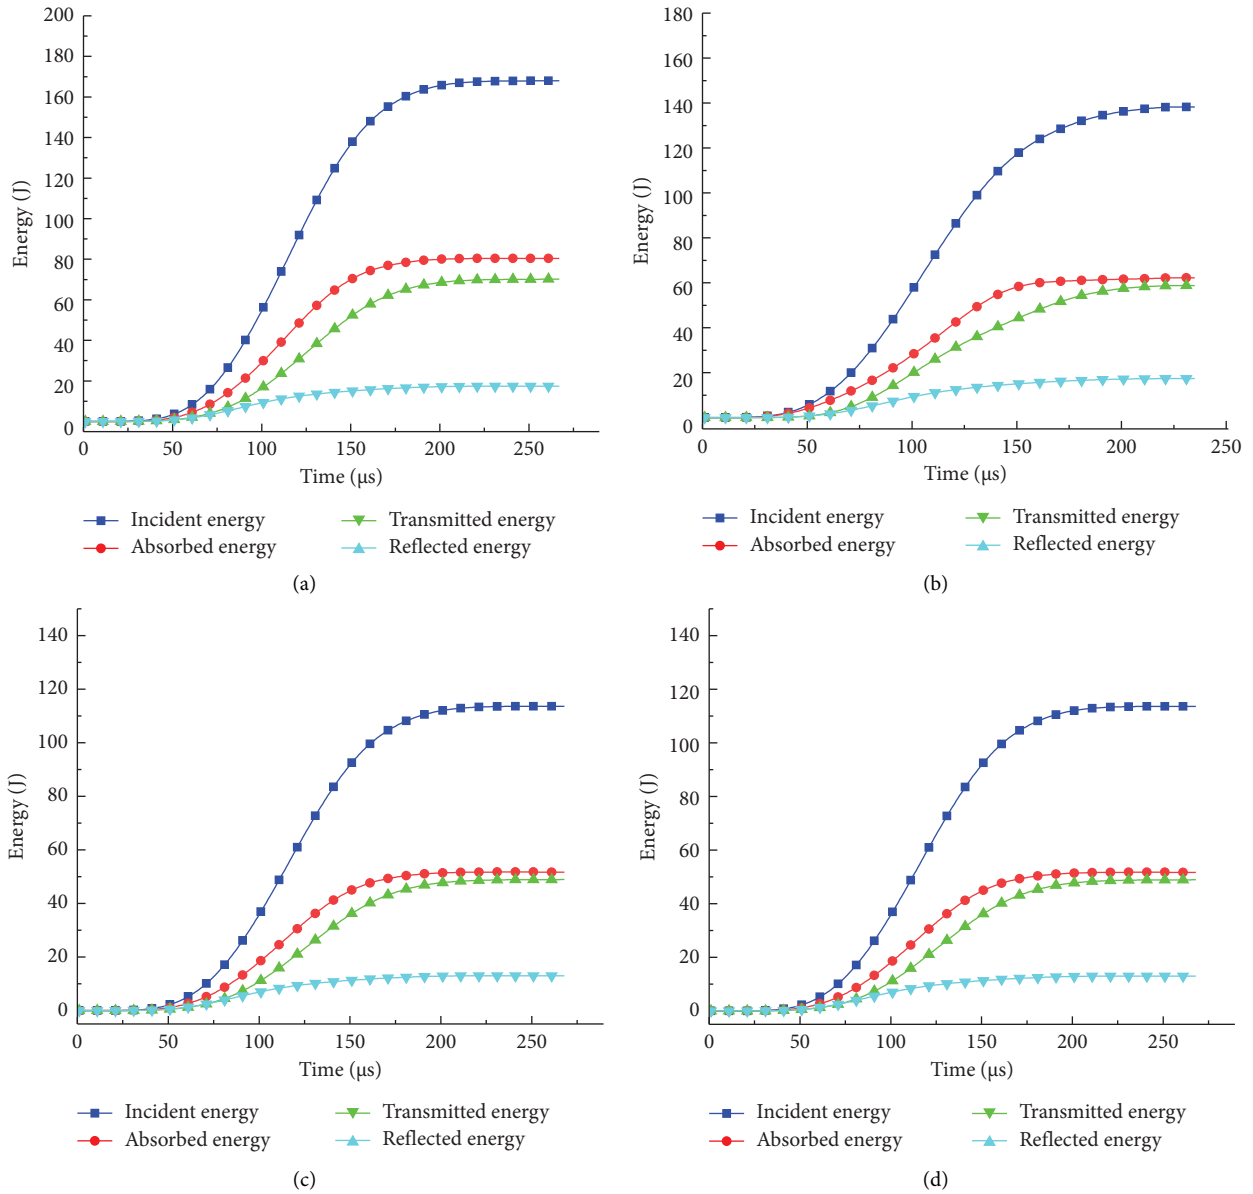 200
180
160
140
120
100
80
60
40
20
0
Energy (J)
0 50 100 150 200 250
Time (μs)
Incident energy
Absorbed energy
Transmitted energy
Reflected energy
(a)
180
160
140
120
100
80
60
40
20
0
Energy (J)
0 50 100 150 200 250
Time (μs)
Incident energy
Absorbed energy
Transmitted energy
Reflected energy
(b)
140
120
100
80
60
40
20
0
Energy (J)
0 50 100 150 200 250
Time (μs)
Incident energy
Absorbed energy
Transmitted energy
Reflected energy
(c)
140
120
100
80
60
40
20
0
Energy (J)
0 50 100 150 200 250
Time (μs)
Incident energy
Absorbed energy
Transmitted energy
Reflected energy
(d)